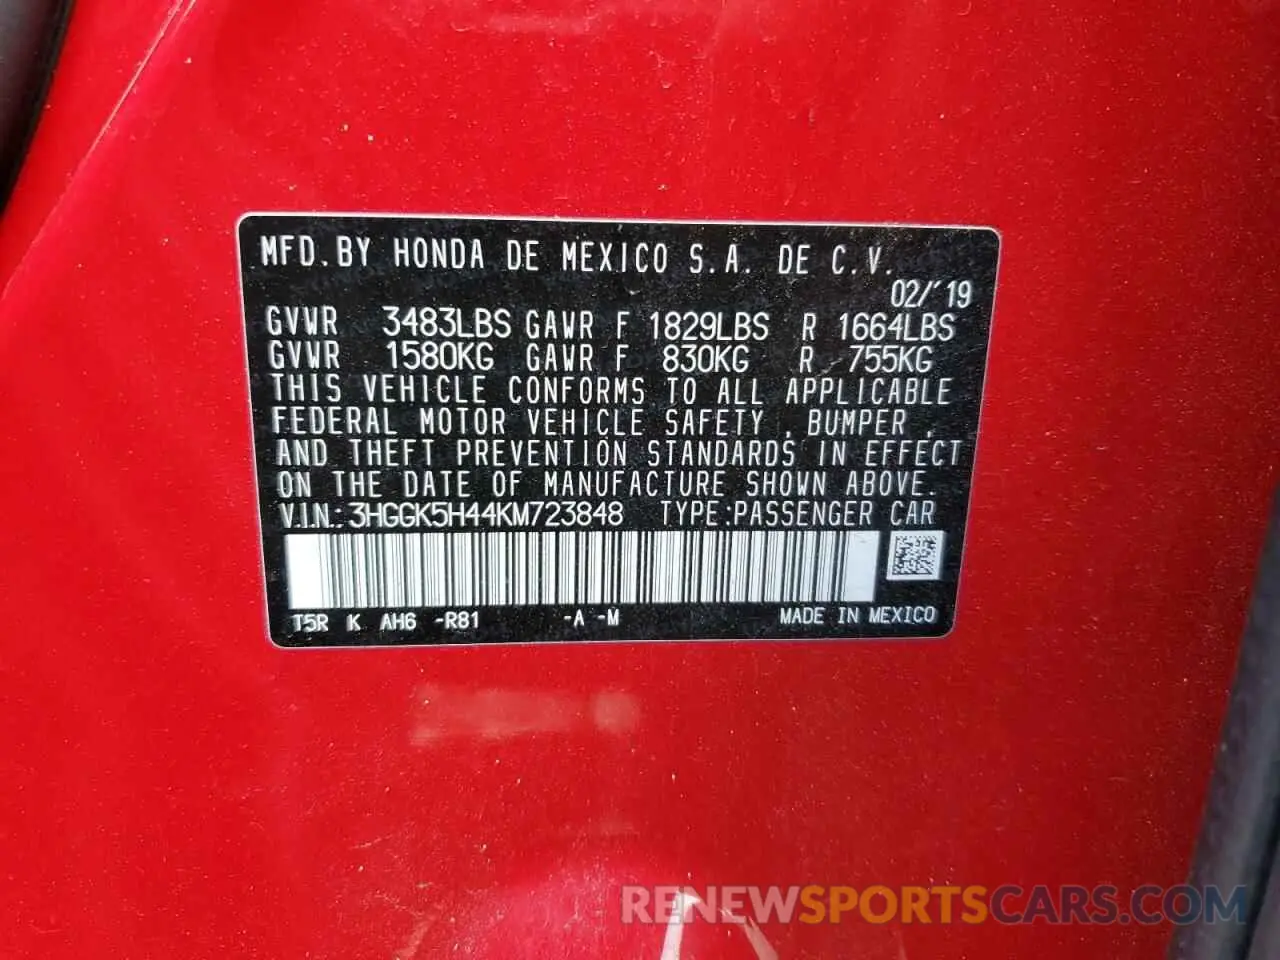 MFD. BY HONDA DE MEXICO S.A. DE C.V.
02/'19
GVWR 3483LBS GAWR F 1829LBS R 1664LBS
GVWR 1580KG GAWR F 830KG R 755KG
THIS VEHICLE CONFORMS TO ALL APPLICABLE
FEDERAL MOTOR VEHICLE SAFETY , BUMPER ,
AND THEFT PREVENTION STANDARDS IN EFFECT
ON THE DATE OF MANUFACTURE SHOWN ABOVE.
VIN: 3HGGK5H44KM723848 TYPE:PASSENGER CAR
T5R K AH6 -R81 -A -M MADE IN MEXICO
RENEWSPORTSCARS.COM